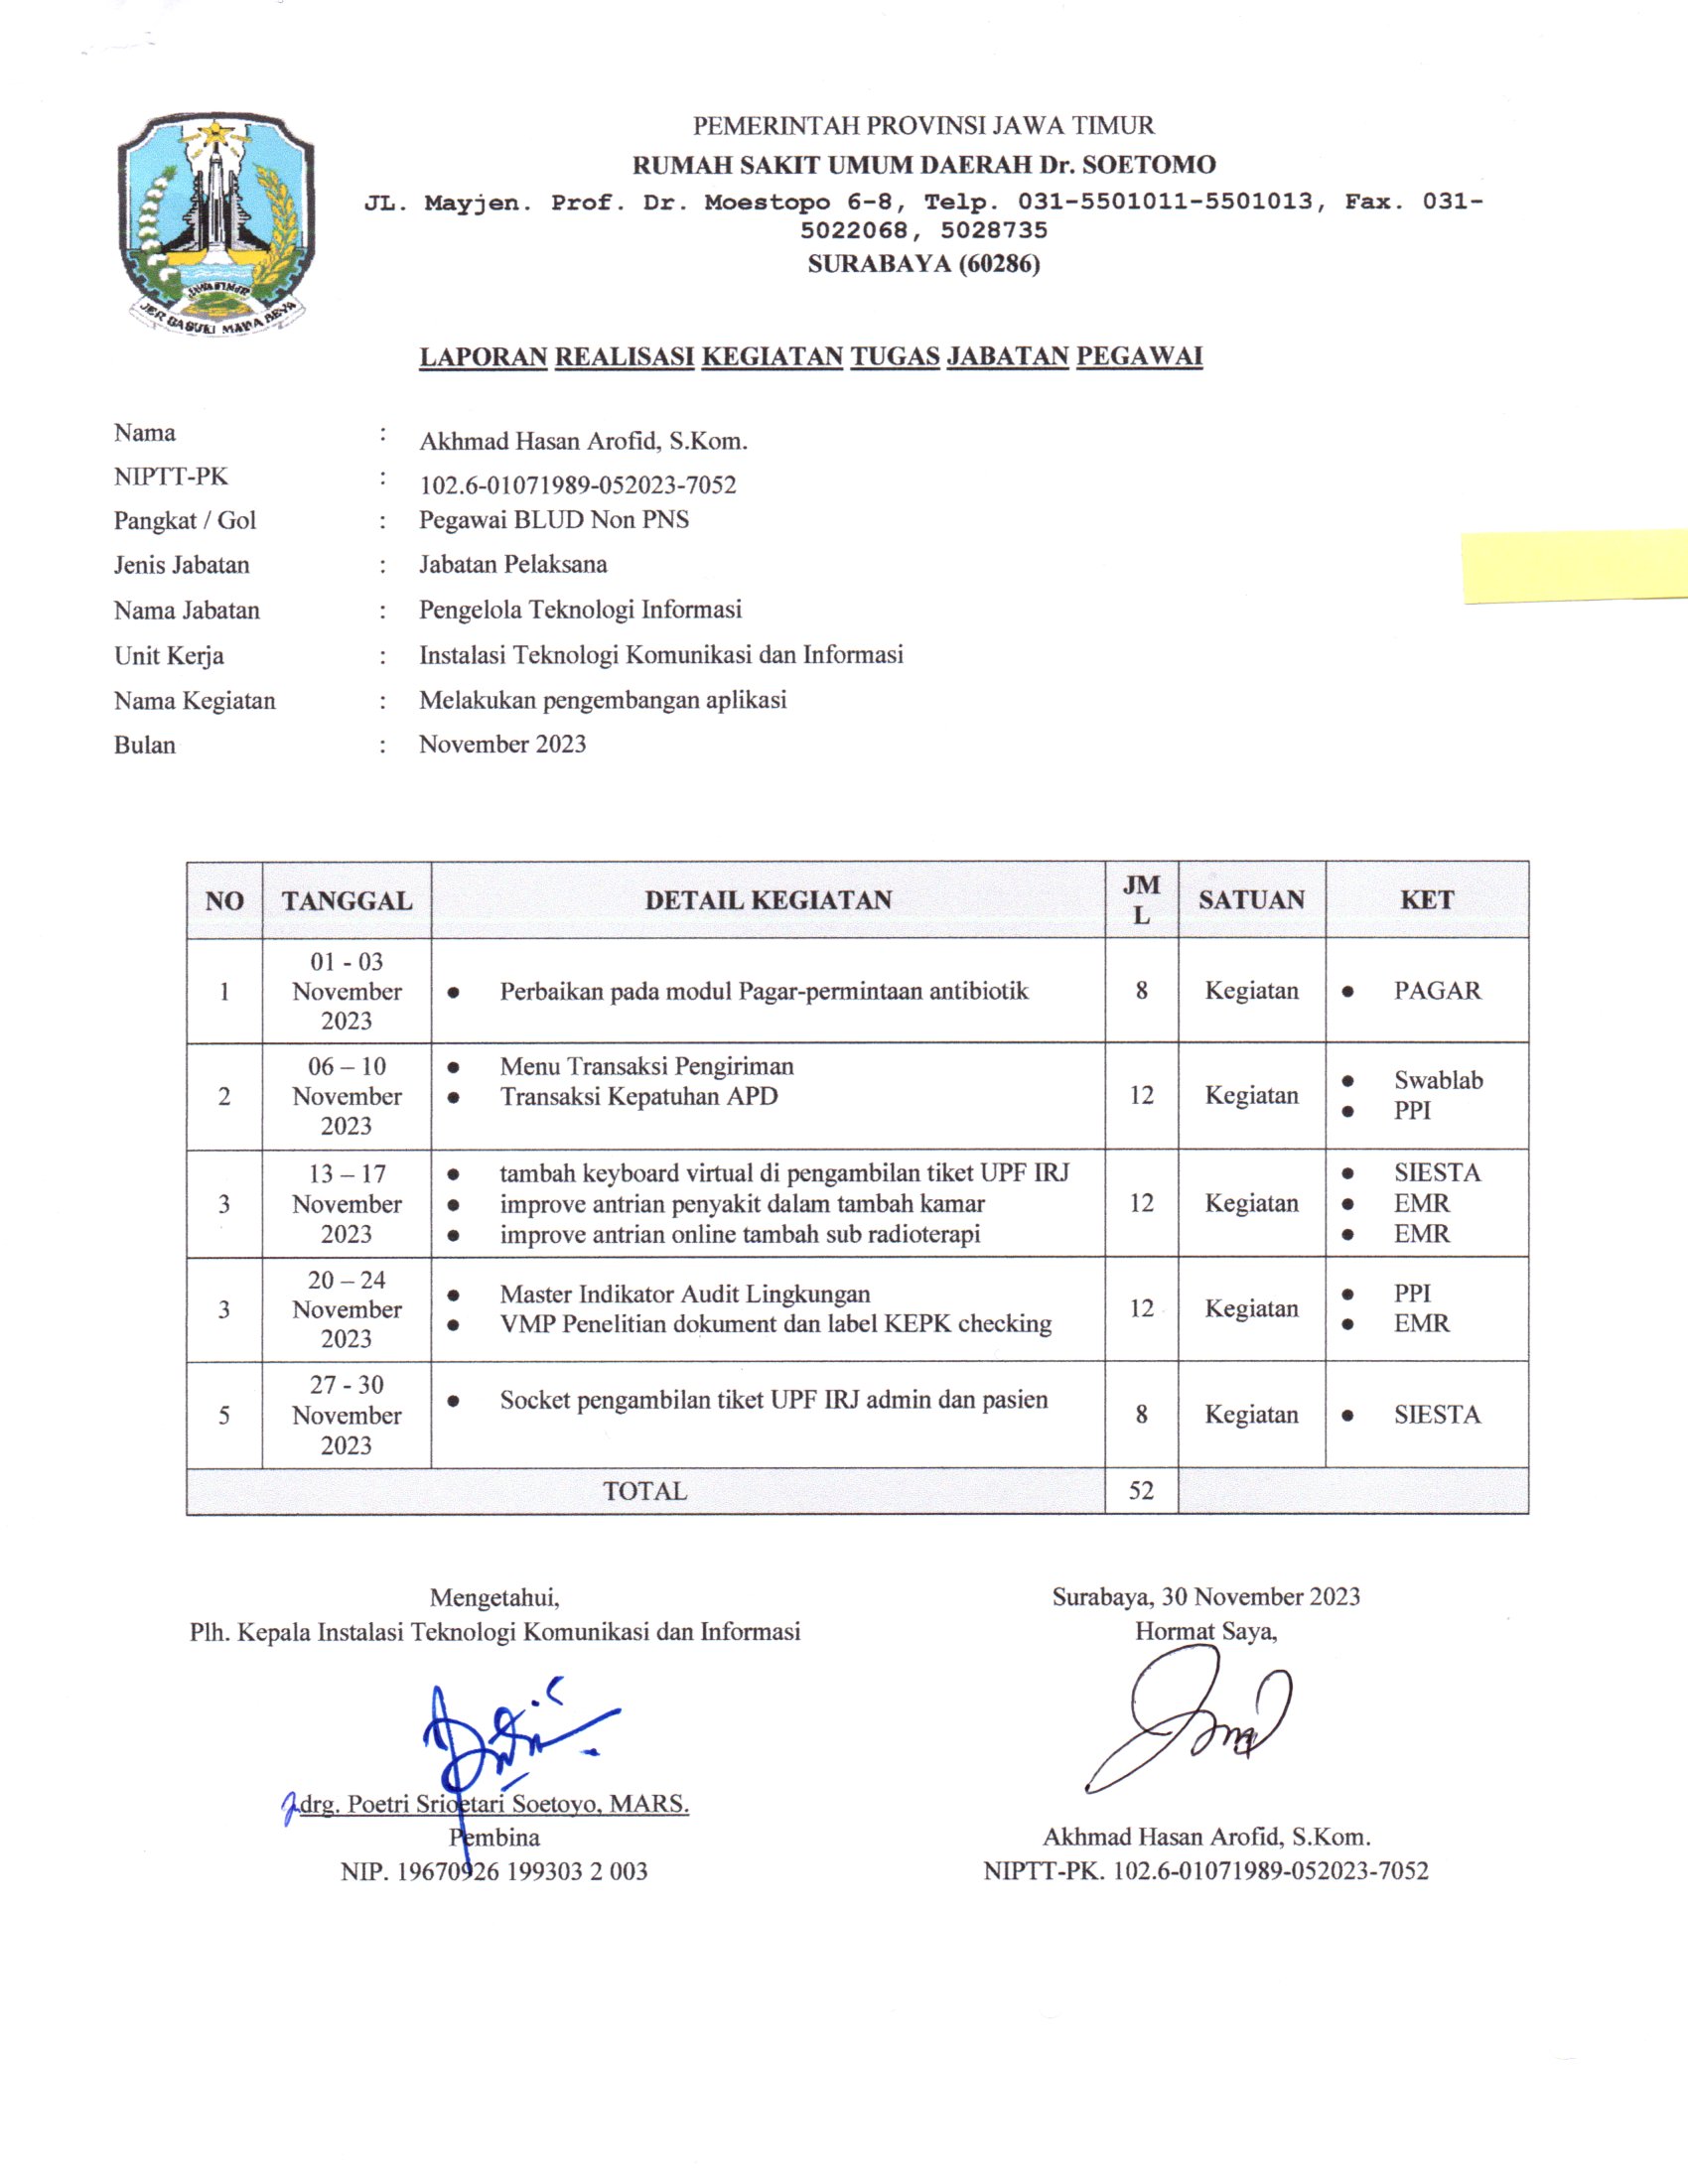 PEMERINTAH PROVINSI JAWA TIMUR
RUMAH SAKIT UMUM DAERAH Dr. SOETOMO
JL. Mayjen. Prof. Dr. Moestopo 6-8, Telp. 031-5501011-5501013, Fax. 031-
5022068, 5028735
SURABAYA (60286)
JAWA TIMUR
JER BASUKI MAWA BEYA
LAPORAN REALISASI KEGIATAN TUGAS JABATAN PEGAWAI
Nama : Akhmad Hasan Arofid, S.Kom.
NIPTT-PK : 102.6-01071989-052023-7052
Pangkat / Gol : Pegawai BLUD Non PNS
Jenis Jabatan : Jabatan Pelaksana
Nama Jabatan : Pengelola Teknologi Informasi
Unit Kerja : Instalasi Teknologi Komunikasi dan Informasi
Nama Kegiatan : Melakukan pengembangan aplikasi
Bulan : November 2023
NO TANGGAL DETAIL KEGIATAN JM
L SATUAN KET
1 01 - 03
November
2023
• Perbaikan pada modul Pagar-permintaan antibiotik
8 Kegiatan • PAGAR
2 06 – 10
November
2023
• Menu Transaksi Pengiriman
• Transaksi Kepatuhan APD
12 Kegiatan
• Swablab
• PPI
3 13 – 17
November
2023
• tambah keyboard virtual di pengambilan tiket UPF IRJ
• improve antrian penyakit dalam tambah kamar
• improve antrian online tambah sub radioterapi
12 Kegiatan
• SIESTA
• EMR
• EMR
3 20 – 24
November
2023
• Master Indikator Audit Lingkungan
• VMP Penelitian dokument dan label KEPK checking
12 Kegiatan
• PPI
• EMR
5 27 - 30
November
2023
• Socket pengambilan tiket UPF IRJ admin dan pasien
8 Kegiatan • SIESTA
TOTAL 52
Mengetahui,
Plh. Kepala Instalasi Teknologi Komunikasi dan Informasi
drg. Poetri Srioetari Soetoyo, MARS.
Pembina
NIP. 19670926 199303 2 003
Surabaya, 30 November 2023
Hormat Saya,
Akhmad Hasan Arofid, S.Kom.
NIPTT-PK. 102.6-01071989-052023-7052